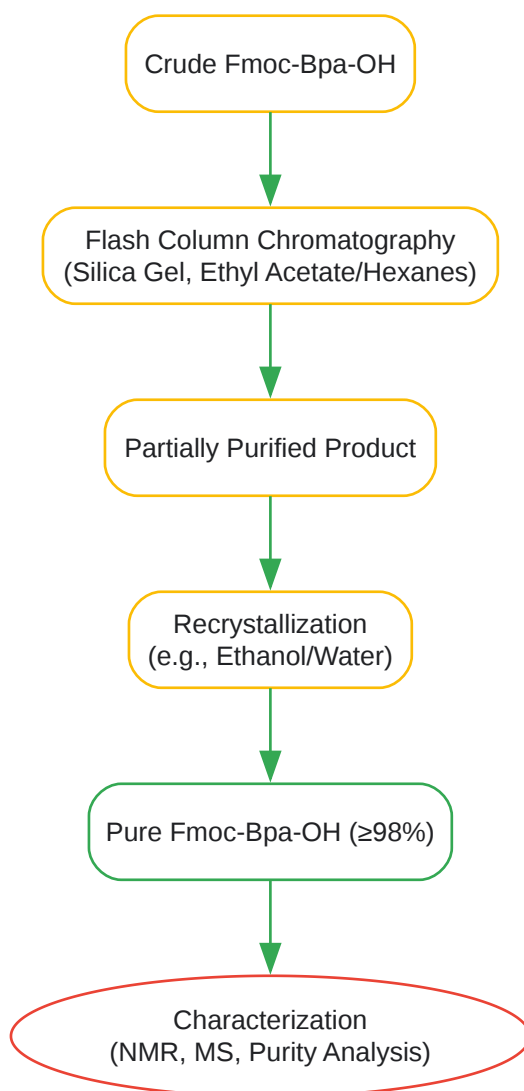 Crude Fmoc-Bpa-OH
Flash Column Chromatography
(Silica Gel, Ethyl Acetate/Hexanes)
Partially Purified Product
Recrystallization
(e.g., Ethanol/Water)
Pure Fmoc-Bpa-OH (≥98%)
Characterization
(NMR, MS, Purity Analysis)